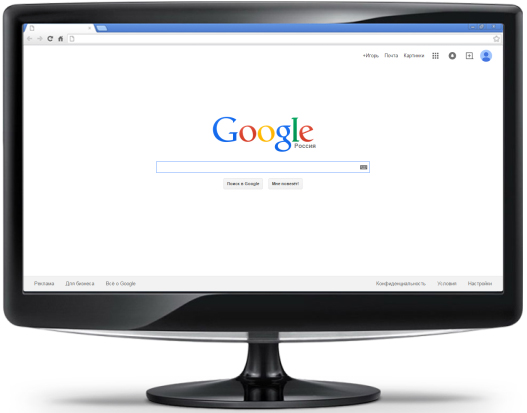 +Игорь Почта Картинки
Google
Россия
Поиск в Google Мне повезёт!
Реклама Для бизнеса Всё о Google Конфиденциальность Условия Настройки